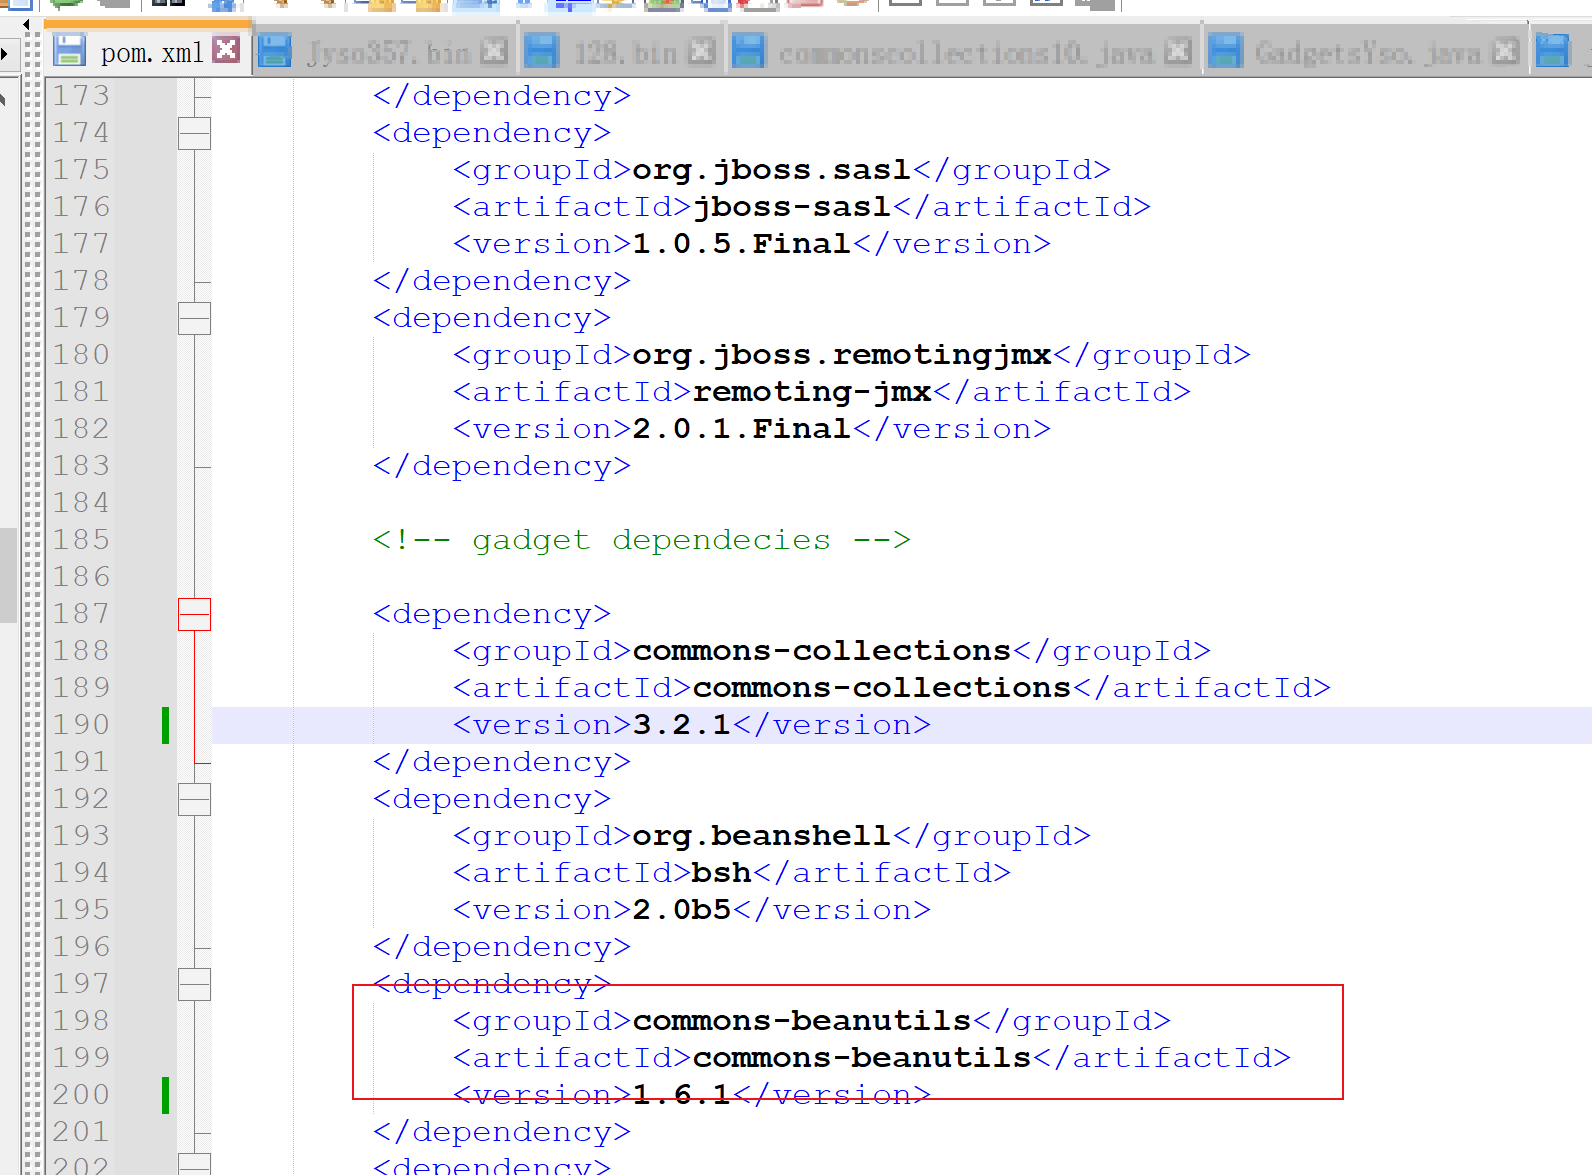 pom.xml Jyso357.bin 128.bin commonscollections10.java GadgetsYso.java
173 </dependency>
174 <dependency>
175 <groupId>org.jboss.sasl</groupId>
176 <artifactId>jboss-sasl</artifactId>
177 <version>1.0.5.Final</version>
178 </dependency>
179 <dependency>
180 <groupId>org.jboss.remotingjmx</groupId>
181 <artifactId>remoting-jmx</artifactId>
182 <version>2.0.1.Final</version>
183 </dependency>
184
185 <!-- gadget dependecies -->
186
187 <dependency>
188 <groupId>commons-collections</groupId>
189 <artifactId>commons-collections</artifactId>
190 <version>3.2.1</version>
191 </dependency>
192 <dependency>
193 <groupId>org.beanshell</groupId>
194 <artifactId>bsh</artifactId>
195 <version>2.0b5</version>
196 </dependency>
197 <dependency>
198 <groupId>commons-beanutils</groupId>
199 <artifactId>commons-beanutils</artifactId>
200 <version>1.6.1</version>
201 </dependency>
202 <dependency>